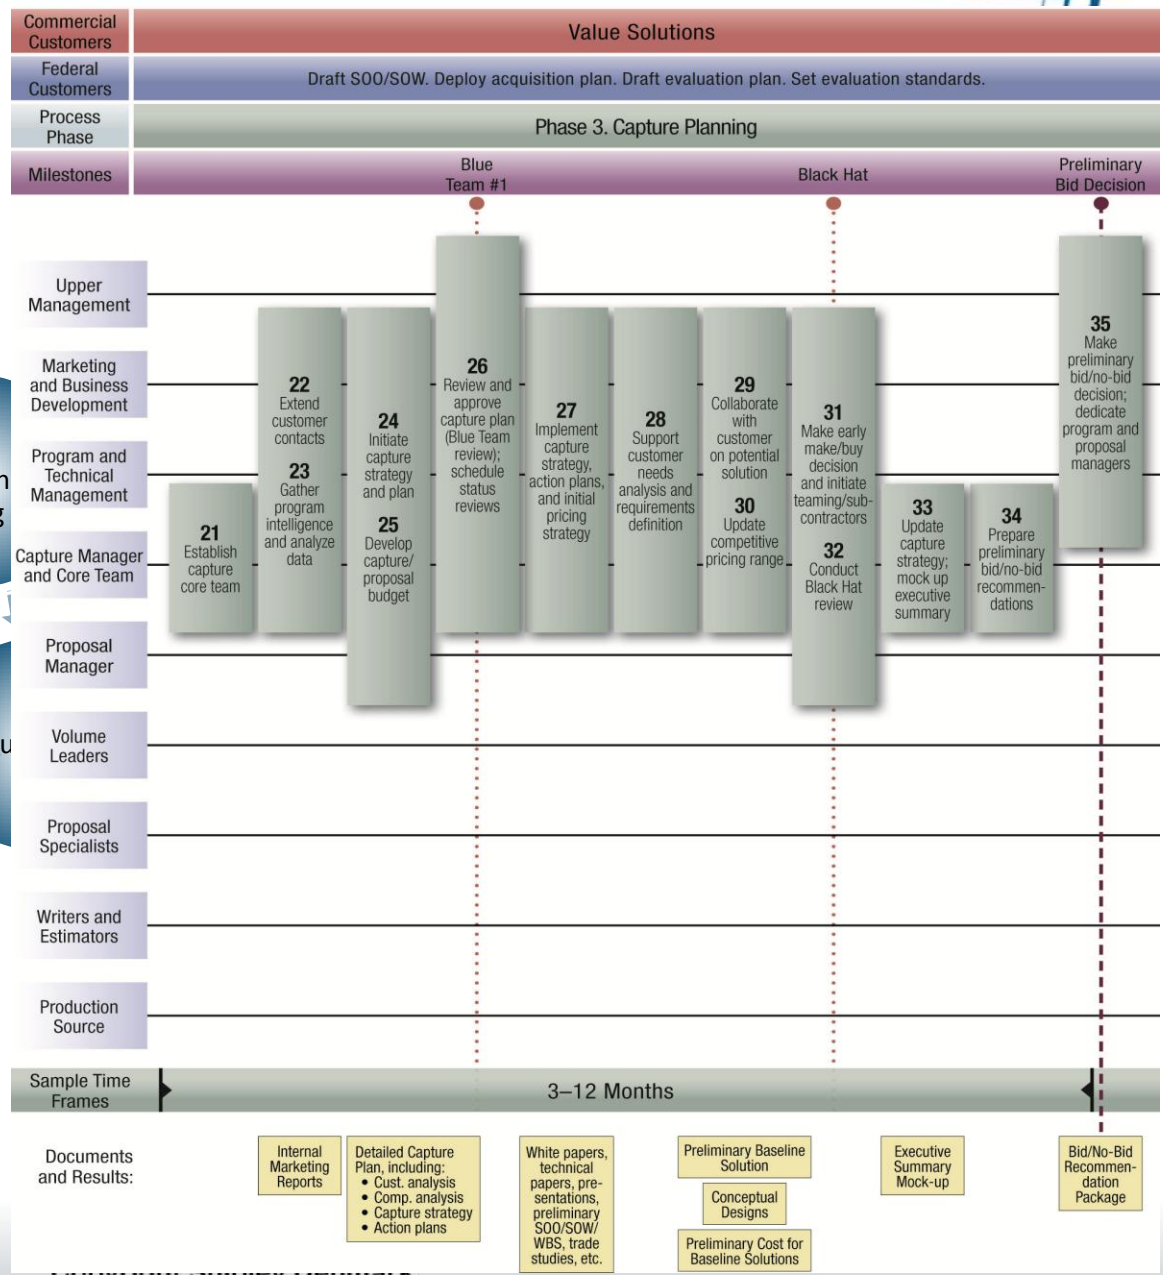 Commercial
Customers
Value Solutions
Federal
Customers
Draft SOO/SOW. Deploy acquisition plan. Draft evaluation plan. Set evaluation standards.
Process
Phase
Phase 3. Capture Planning
Milestones
Blue
Team #1
Black Hat
Preliminary
Bid Decision
Upper
Management
Marketing
and Business
Development
Program and
Technical
Management
Capture Manager
and Core Team
Proposal
Manager
Volume
Leaders
Proposal
Specialists
Writers and
Estimators
Production
Source
21
Establish
capture
core team
22
Extend
customer
contacts
23
Gather
program
intelligence
and analyze
data
24
Initiate
capture
strategy
and plan
25
Develop
capture/
proposal
budget
26
Review and
approve
capture plan
(Blue Team
review);
schedule
status
reviews
27
Implement
capture
strategy,
action plans,
and initial
pricing
strategy
28
Support
customer
needs
analysis and
requirements
definition
29
Collaborate
with
customer
on potential
solution
30
Update
competitive
pricing range
31
Make early
make/buy
decision
and initiate
teaming/sub-
contractors
32
Conduct
Black Hat
review
33
Update
capture
strategy;
mock up
executive
summary
34
Prepare
preliminary
bid/no-bid
recommen-
dations
35
Make
preliminary
bid/no-bid
decision;
dedicate
program and
proposal
managers
Sample Time
Frames
3–12 Months
Documents
and Results:
Internal
Marketing
Reports
Detailed Capture
Plan, including:
• Cust. analysis
• Comp. analysis
• Capture strategy
• Action plans
White papers,
technical
papers, pre-
sentations,
preliminary
SOO/SOW/
WBS, trade
studies, etc.
Preliminary Baseline
Solution
Conceptual
Designs
Preliminary Cost for
Baseline Solutions
Executive
Summary
Mock-up
Bid/No-Bid
Recommen-
dation
Package